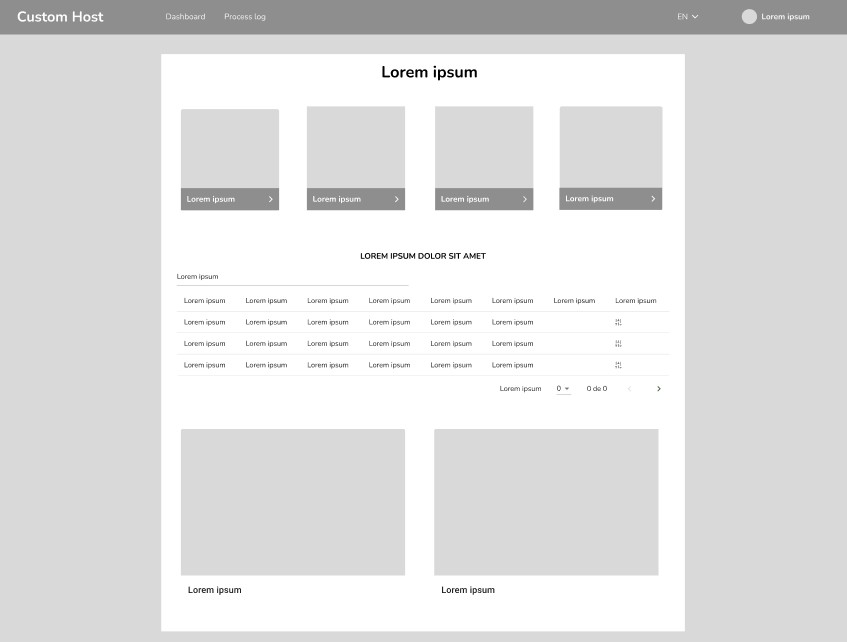 Custom Host Dashboard Process log EN Lorem ipsum
Lorem ipsum
Lorem ipsum Lorem ipsum Lorem ipsum Lorem ipsum
LOREM IPSUM DOLOR SIT AMET
Lorem ipsum
Lorem ipsum Lorem ipsum Lorem ipsum Lorem ipsum Lorem ipsum Lorem ipsum Lorem ipsum Lorem ipsum
Lorem ipsum Lorem ipsum Lorem ipsum Lorem ipsum Lorem ipsum Lorem ipsum
Lorem ipsum Lorem ipsum Lorem ipsum Lorem ipsum Lorem ipsum Lorem ipsum
Lorem ipsum Lorem ipsum Lorem ipsum Lorem ipsum Lorem ipsum Lorem ipsum
Lorem ipsum 0 0 de 0
Lorem ipsum Lorem ipsum